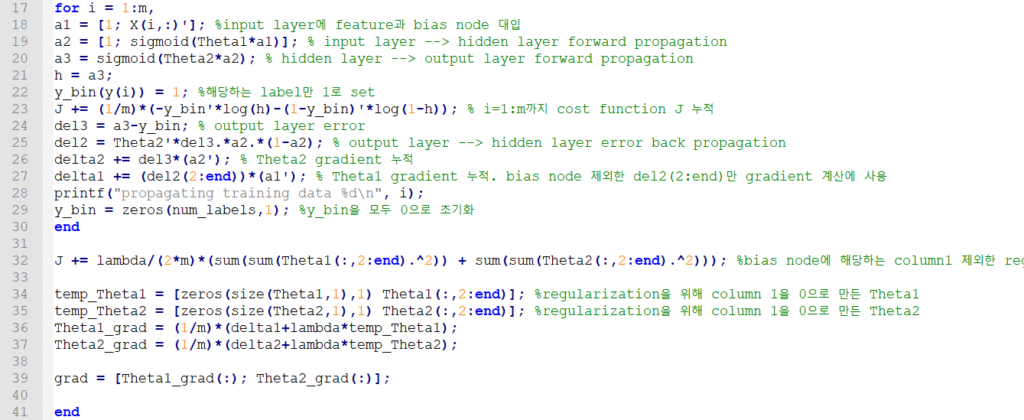 17 for i = 1:m,
18 a1 = [1; X(i,:)']; %input layer에 feature과 bias node 대입
19 a2 = [1; sigmoid(Theta1*a1)]; % input layer --> hidden layer forward propagation
20 a3 = sigmoid(Theta2*a2); % hidden layer --> output layer forward propagation
21 h = a3;
22 y_bin(y(i)) = 1; %해당하는 label만 1로 set
23 J += (1/m)*(-y_bin'*log(h)-(1-y_bin)'*log(1-h)); % i=1:m까지 cost function J 누적
24 del3 = a3-y_bin; % output layer error
25 del2 = Theta2'*del3.*a2.*(1-a2); % output layer --> hidden layer error back propagation
26 delta2 += del3*(a2'); % Theta2 gradient 누적
27 delta1 += (del2(2:end))*(a1'); % Theta1 gradient 누적. bias node 제외한 del2(2:end)만 gradient 계산에 사용
28 printf("propagating training data %d\n", i);
29 y_bin = zeros(num_labels,1); %y_bin을 모두 0으로 초기화
30 end
31
32 J += lambda/(2*m)*(sum(sum(Theta1(:,2:end).^2)) + sum(sum(Theta2(:,2:end).^2))); %bias node에 해당하는 column1 제외한 reg
33
34 temp_Theta1 = [zeros(size(Theta1,1),1) Theta1(:,2:end)]; %regularization을 위해 column 1을 0으로 만든 Theta1
35 temp_Theta2 = [zeros(size(Theta2,1),1) Theta2(:,2:end)]; %regularization을 위해 column 1을 0으로 만든 Theta2
36 Theta1_grad = (1/m)*(delta1+lambda*temp_Theta1);
37 Theta2_grad = (1/m)*(delta2+lambda*temp_Theta2);
38
39 grad = [Theta1_grad(:); Theta2_grad(:)];
40
41 end